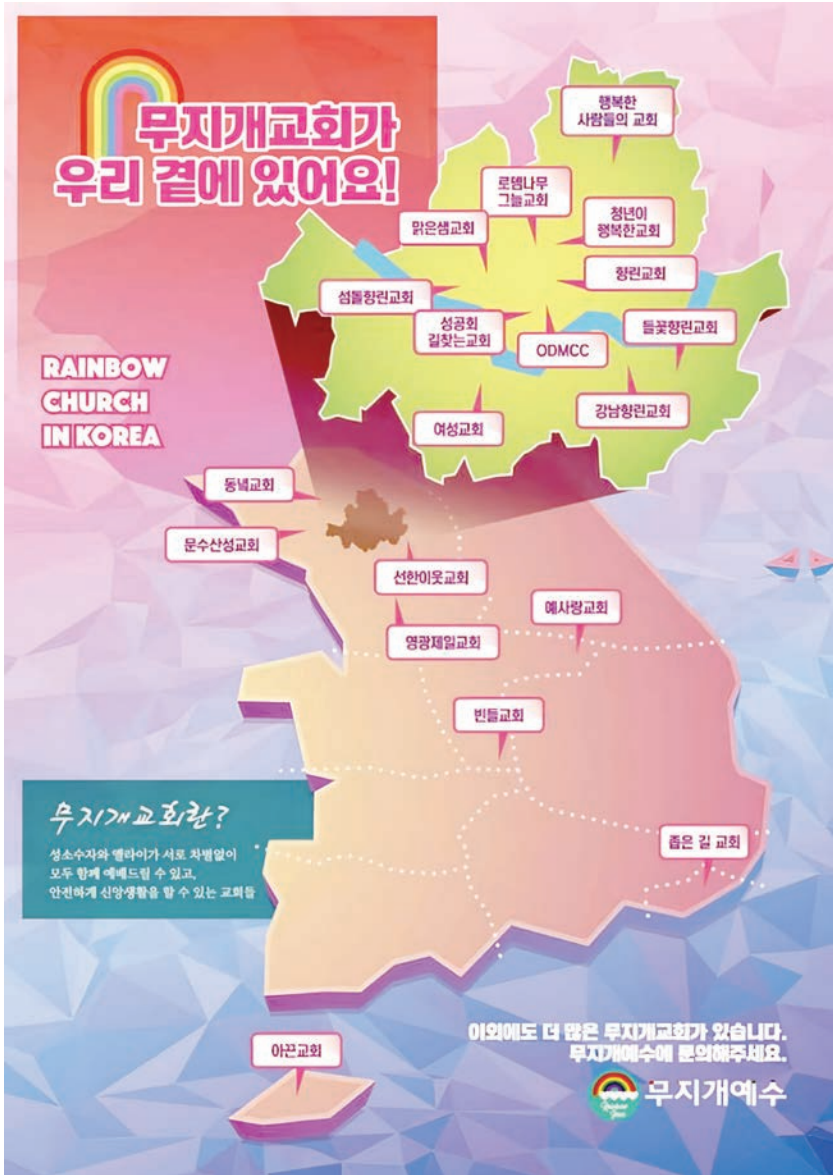 무지개교회가
우리 곁에 있어요!
행복한
사람들의 교회
로뎀나무
그늘교회
청년이
행복한교회
맑은샘교회
향린교회
섬돌향린교회
성공회
길찾는교회
들꽃향린교회
ODMCC
강남향린교회
여성교회
RAINBOW
CHURCH
IN KOREA
동녘교회
문수산성교회
선한이웃교회
예사랑교회
영광제일교회
빈들교회
무지개교회란?
성소수자와 앨라이가 서로 차별없이
모두 함께 예배드릴 수 있고,
안전하게 신앙생활을 할 수 있는 교회들
좁은 길 교회
이외에도 더 많은 무지개교회가 있습니다.
무지개예수에 문의해주세요.
아끈교회
Rainbow
Jesus
무지개예수